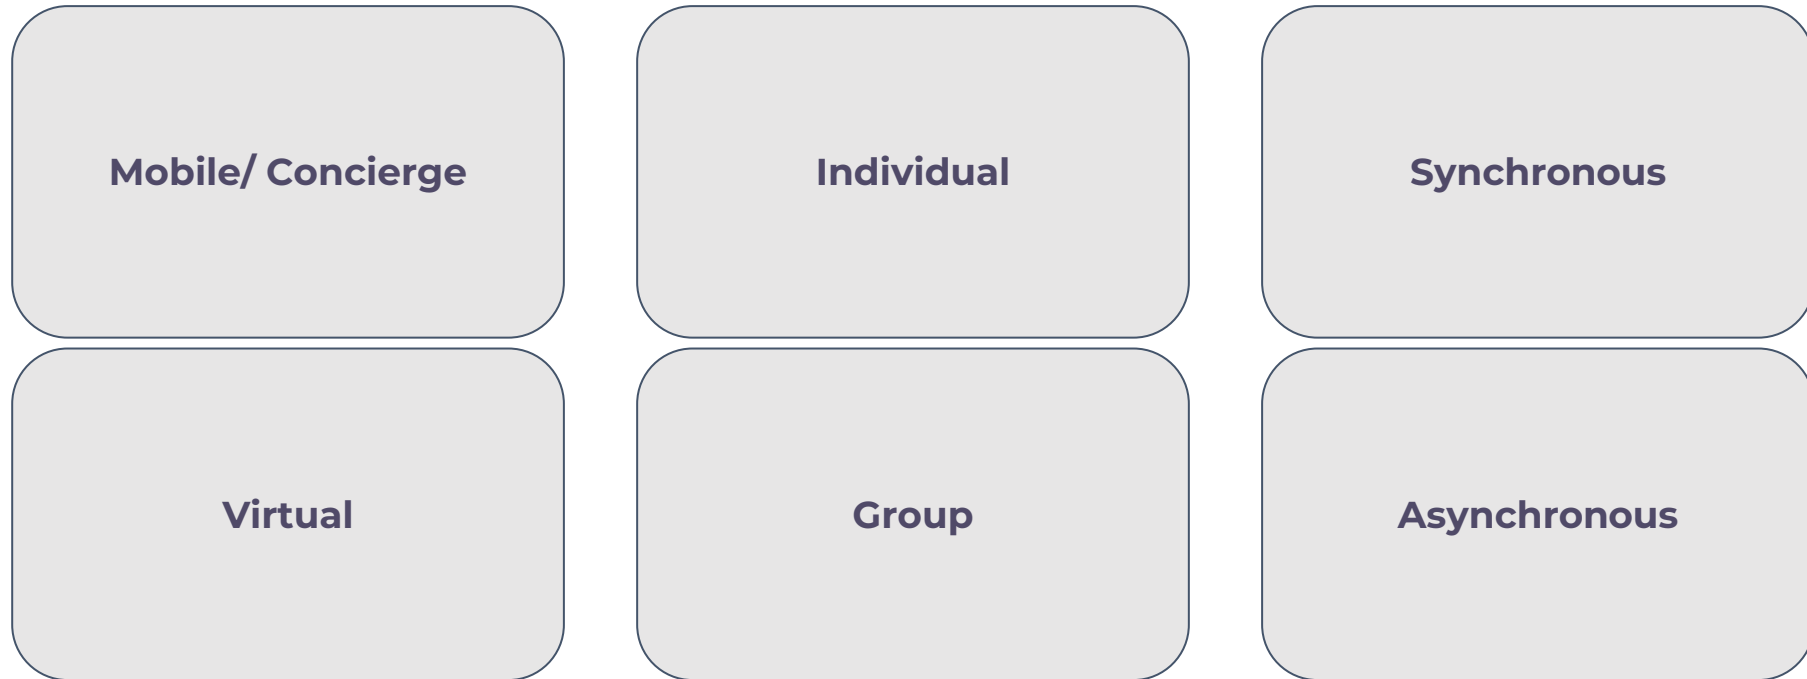 Mobile/ Concierge
Individual
Synchronous
Virtual
Group
Asynchronous